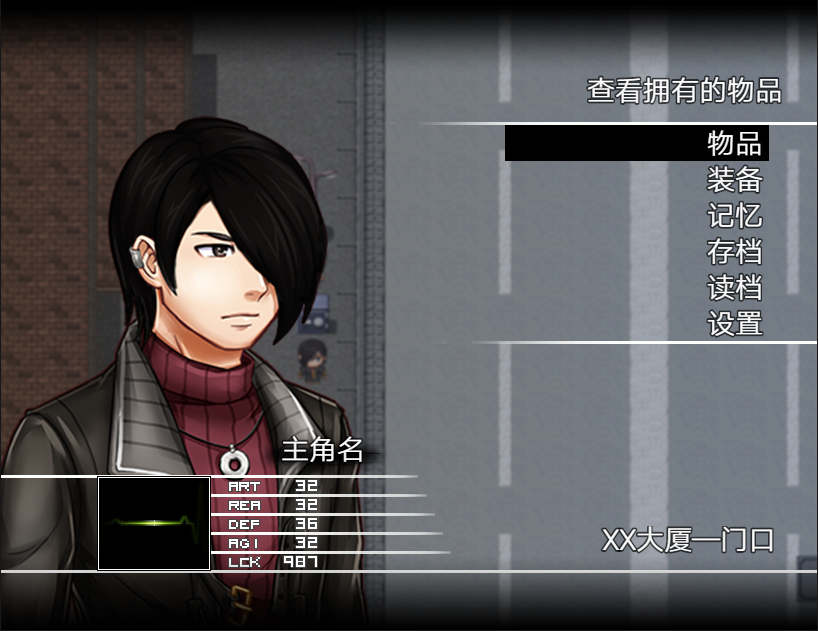 查看拥有的物品
物品
装备
记忆
存档
读档
设置
主角名
ART 32
REA 32
DEF 36
AGI 32
LCK 987
XX大厦—门口